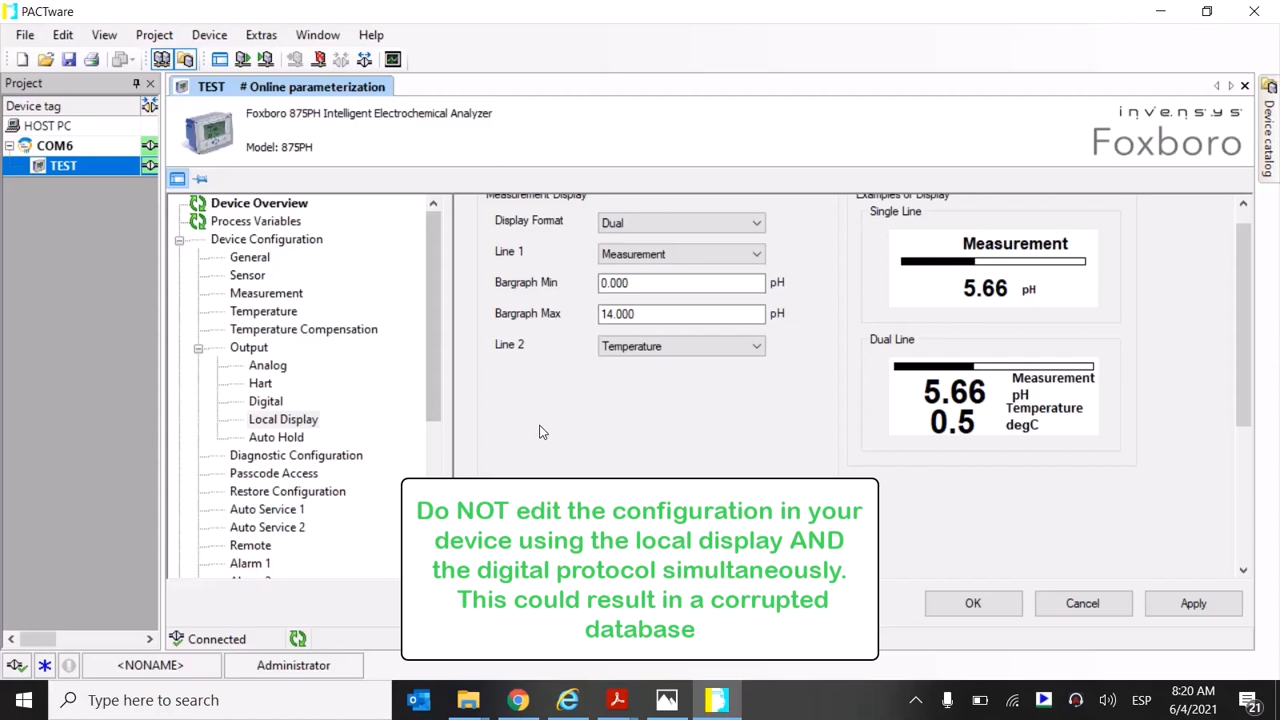 PACTware
File Edit View Project Device Extras Window Help
Project
Device tag
HOST PC
COM6
TEST
TEST # Online parameterization
Foxboro 875PH Intelligent Electrochemical Analyzer
Model: 875PH
i n v e n s y s
Foxboro
Device catalog
Device Overview
Process Variables
Device Configuration
General
Sensor
Measurement
Temperature
Temperature Compensation
Output
Analog
Hart
Digital
Local Display
Auto Hold
Diagnostic Configuration
Passcode Access
Restore Configuration
Auto Service 1
Auto Service 2
Remote
Alarm 1
Measurement Display
Display Format Dual
Line 1 Measurement
Bargraph Min 0.000 pH
Bargraph Max 14.000 pH
Line 2 Temperature
Examples of Display
Single Line
Measurement
5.66 pH
Dual Line
5.66 Measurement
pH
0.5 Temperature
degC
Do NOT edit the configuration in your
device using the local display AND
the digital protocol simultaneously.
This could result in a corrupted
database
OK Cancel Apply
Connected
<NONAME> Administrator
Type here to search
ESP
8:20 AM
6/4/2021
21